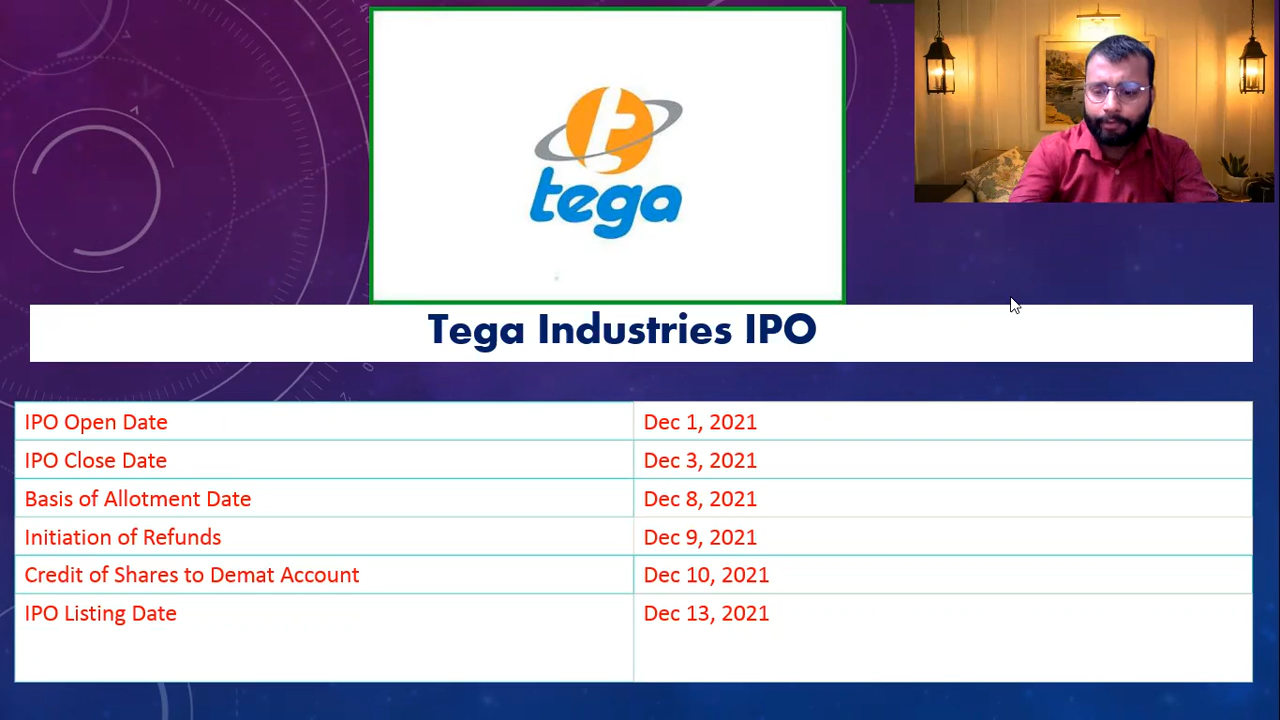 tega
Tega Industries IPO
IPO Open Date Dec 1, 2021
IPO Close Date Dec 3, 2021
Basis of Allotment Date Dec 8, 2021
Initiation of Refunds Dec 9, 2021
Credit of Shares to Demat Account Dec 10, 2021
IPO Listing Date Dec 13, 2021